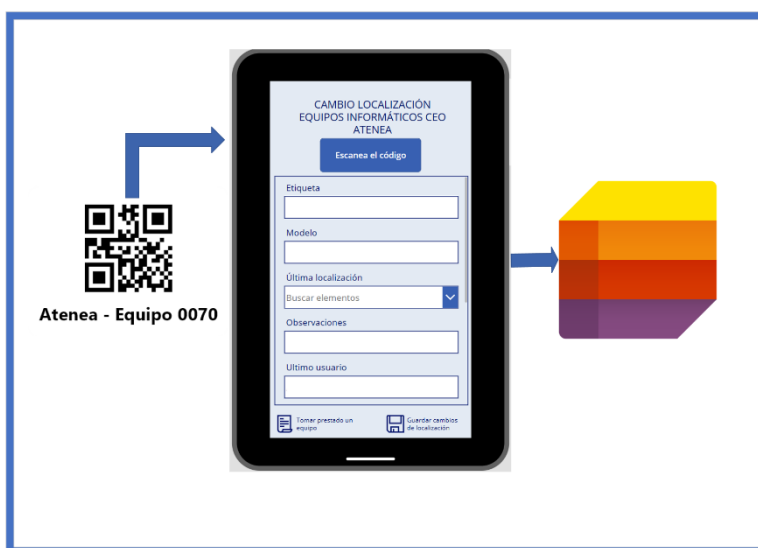 CAMBIO LOCALIZACIÓN
EQUIPOS INFORMÁTICOS CEO
ATENEA
Escanea el código
Etiqueta
Modelo
Última localización
Buscar elementos
Observaciones
Ultimo usuario
Tomar prestado un
equipo
Guardar cambios
de localización
Atenea - Equipo 0070